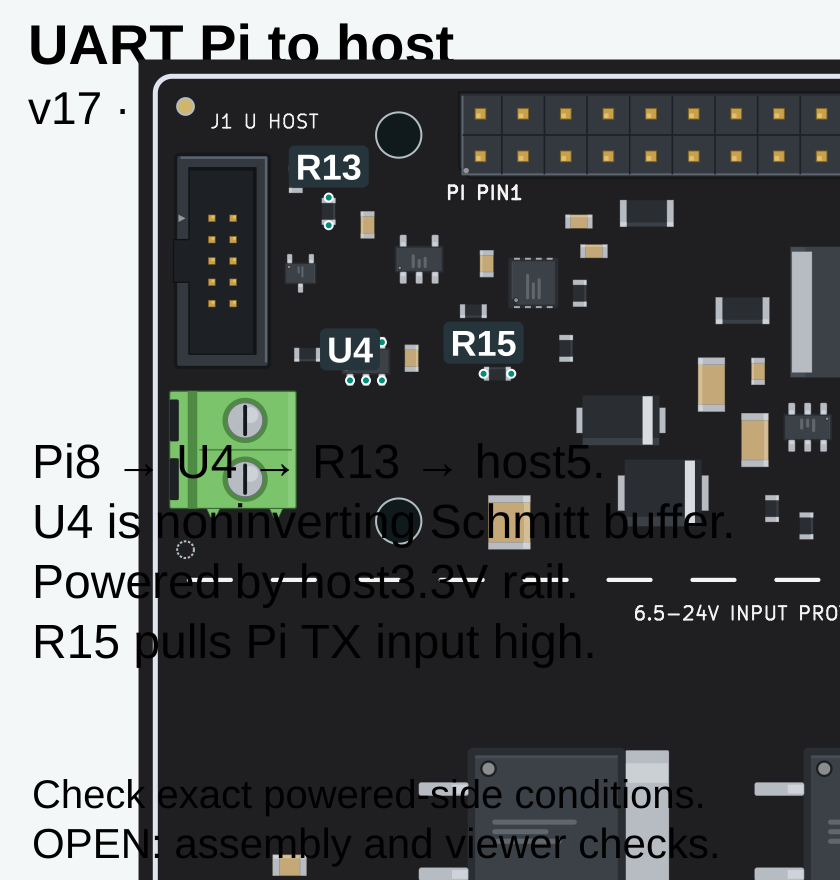 UART Pi to host
v17 ·
J1 U HOST
R13
PI PIN1
U4
R15
Pi8 → U4 → R13 → host5.
U4 is noninverting Schmitt buffer.
Powered by host3.3V rail.
6.5–24V INPUT PRO
R15 pulls Pi TX input high.
Check exact powered-side conditions.
OPEN: assembly and viewer checks.